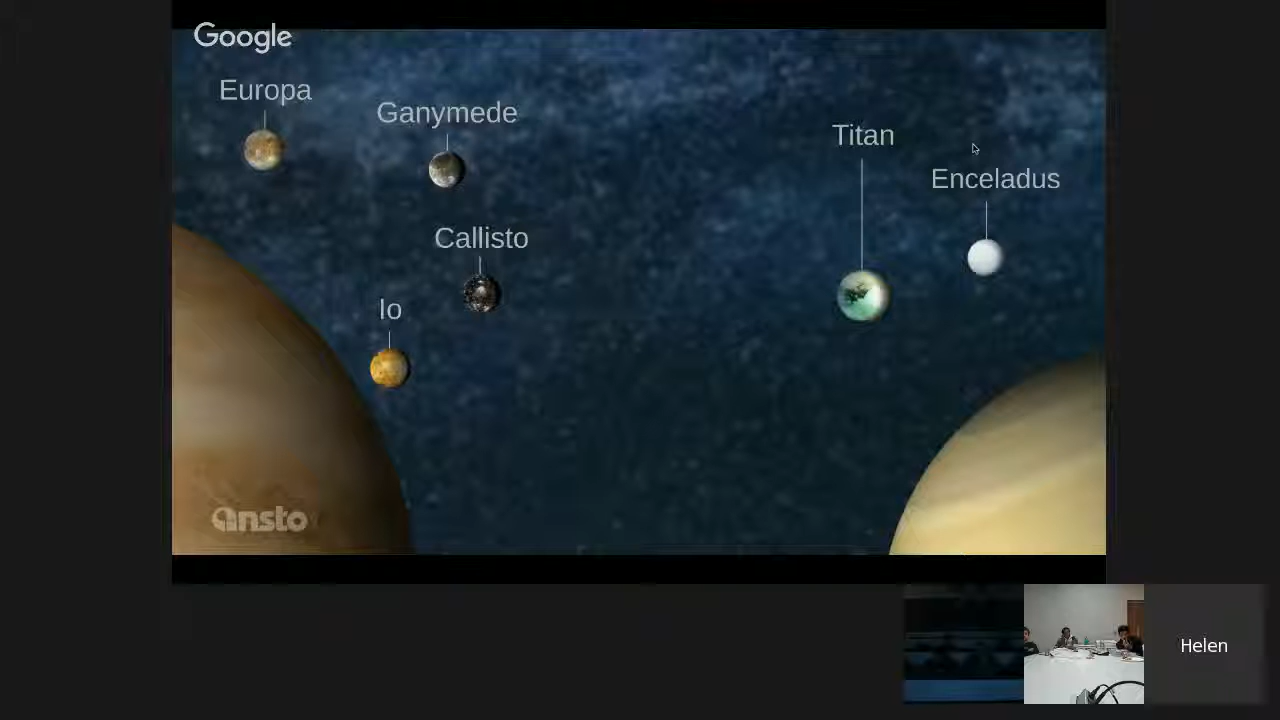 Google
Europa
Ganymede
Titan
Enceladus
Callisto
Io
ansto
Helen